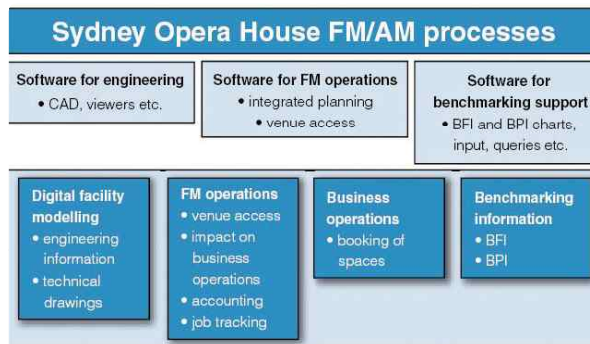 Sydney Opera House FM/AM processes
Software for engineering
• CAD, viewers etc.
Software for FM operations
• integrated planning
• venue access
Software for
benchmarking support
• BFI and BPI charts,
input, queries etc.
Digital facility
modelling
• engineering
information
• technical
drawings
FM operations
• venue access
• impact on
business
operations
• accounting
• job tracking
Business
operations
• booking of
spaces
Benchmarking
information
• BFI
• BPI